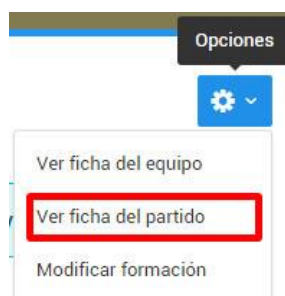 Opciones
Ver ficha del equipo
Ver ficha del partido
Modificar formación